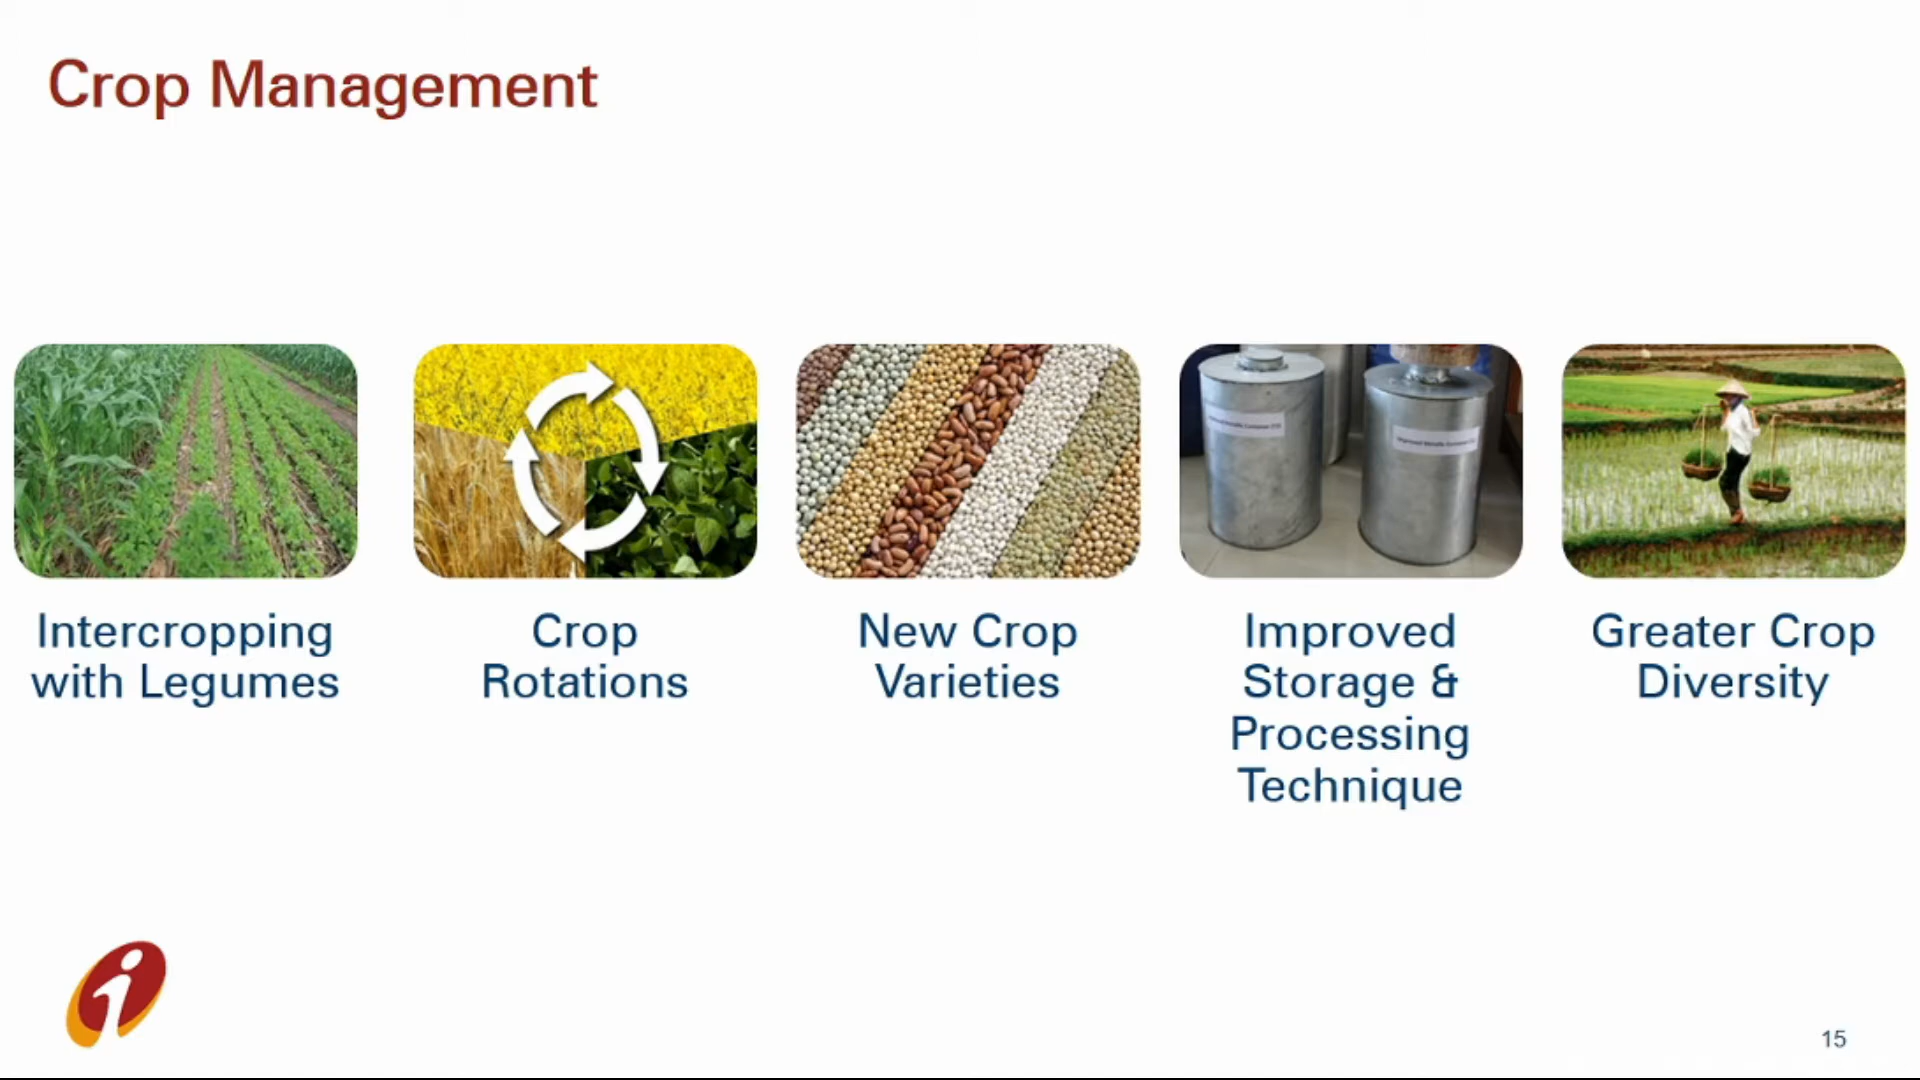 Crop Management
Intercropping
with Legumes
Crop
Rotations
New Crop
Varieties
Improved
Storage &
Processing
Technique
Greater Crop
Diversity
i
15